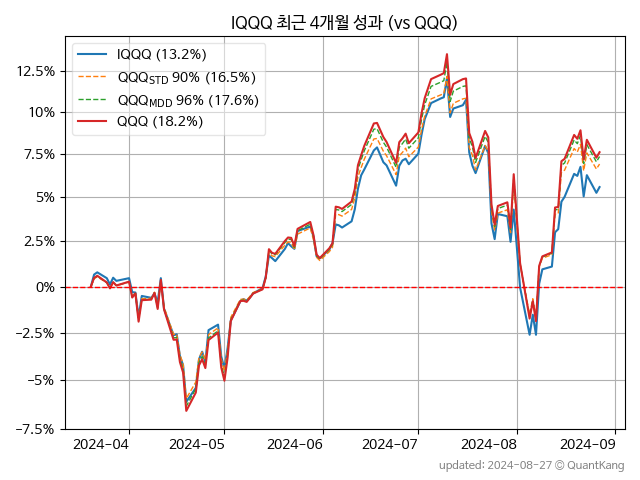 IQQQ 최근 4개월 성과 (vs QQQ)
IQQQ (13.2%)
QQQSTD 90% (16.5%)
QQQMDD 96% (17.6%)
QQQ (18.2%)
12.5%
10%
7.5%
5%
2.5%
0%
−2.5%
−5%
−7.5%
2024-04 2024-05 2024-06 2024-07 2024-08 2024-09
updated: 2024-08-27 © QuantKang